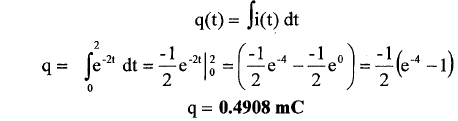 q(t) = ∫i(t) dt
q = ∫₀² e⁻²ᵗ dt = -1/2 e⁻²ᵗ |₀² = (-1/2 e⁻⁴ - -1/2 e⁰) = -1/2 (e⁻⁴ - 1)
q = 0.4908 mC